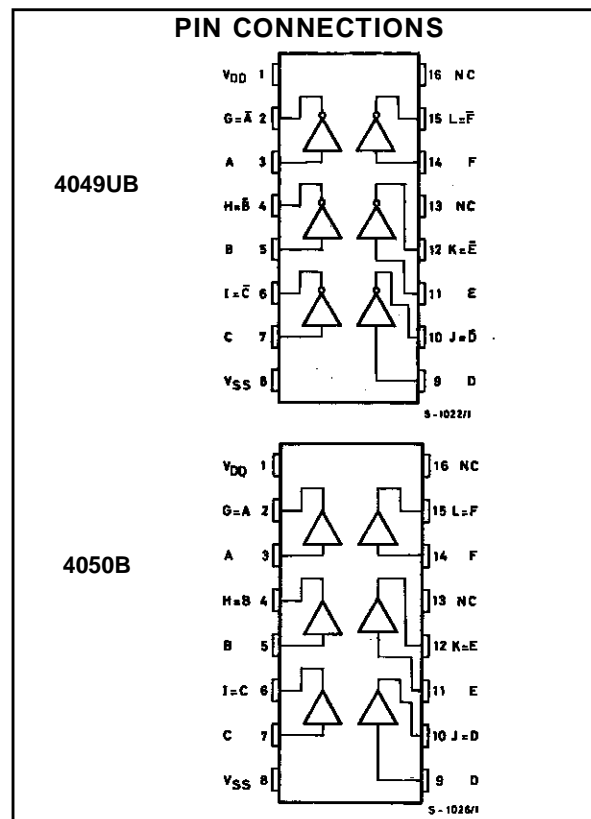 PIN CONNECTIONS
4049UB
VDD 1 16 NC
G=A̅ 2 15 L=F̅
A 3 14 F
H=B̅ 4 13 NC
B 5 12 K=E̅
I=C̅ 6 11 E
C 7 10 J=D̅
VSS 8 9 D
S-1022/1
4050B
VDD 1 16 NC
G=A 2 15 L=F
A 3 14 F
H=B 4 13 NC
B 5 12 K=E
I=C 6 11 E
C 7 10 J=D
VSS 8 9 D
S-1026/1